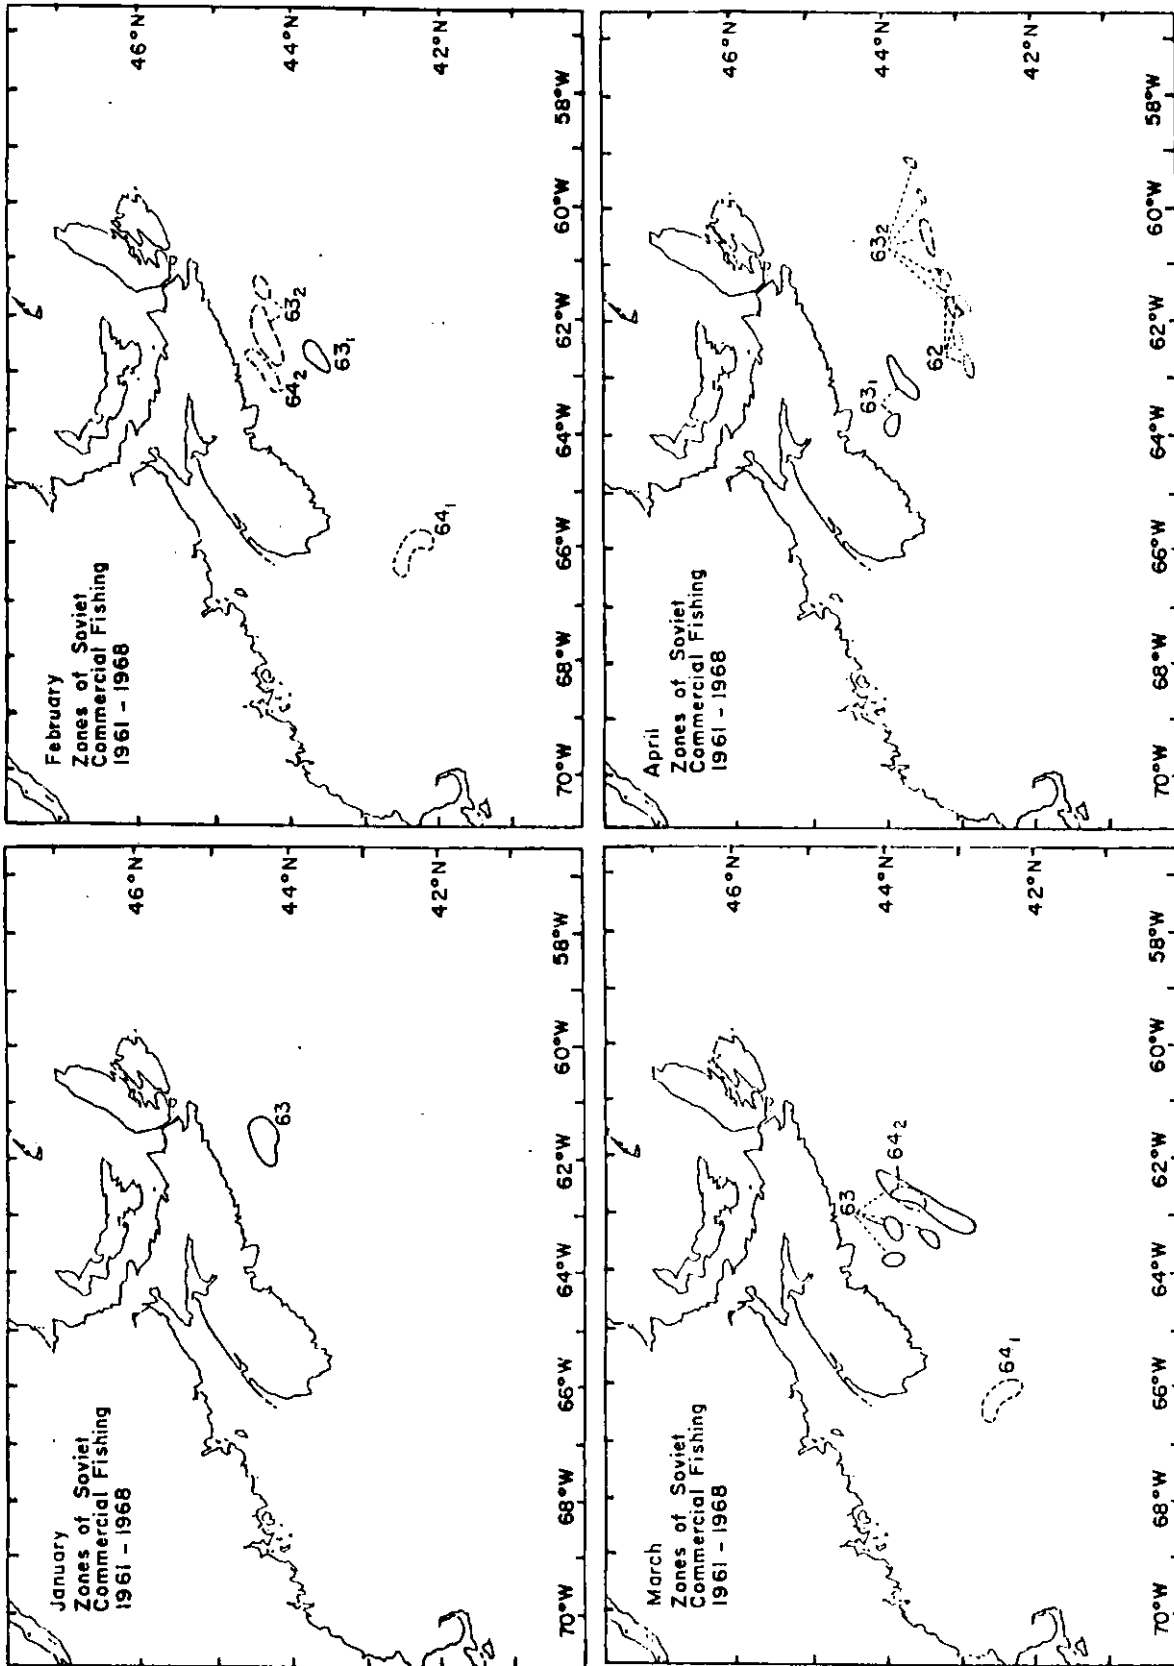 January
Zones of Soviet
Commercial Fishing
1961 - 1968
46°N
44°N
42°N
63
70°W 68°W 66°W 64°W 62°W 60°W 58°W
February
Zones of Soviet
Commercial Fishing
1961 - 1968
46°N
44°N
42°N
63₂
64₂
63₁
64₁
70°W 68°W 66°W 64°W 62°W 60°W 58°W
March
Zones of Soviet
Commercial Fishing
1961 - 1968
46°N
44°N
42°N
63
64₂
64₁
70°W 68°W 66°W 64°W 62°W 60°W 58°W
April
Zones of Soviet
Commercial Fishing
1961 - 1968
46°N
44°N
42°N
63₂
63₁
62
70°W 68°W 66°W 64°W 62°W 60°W 58°W